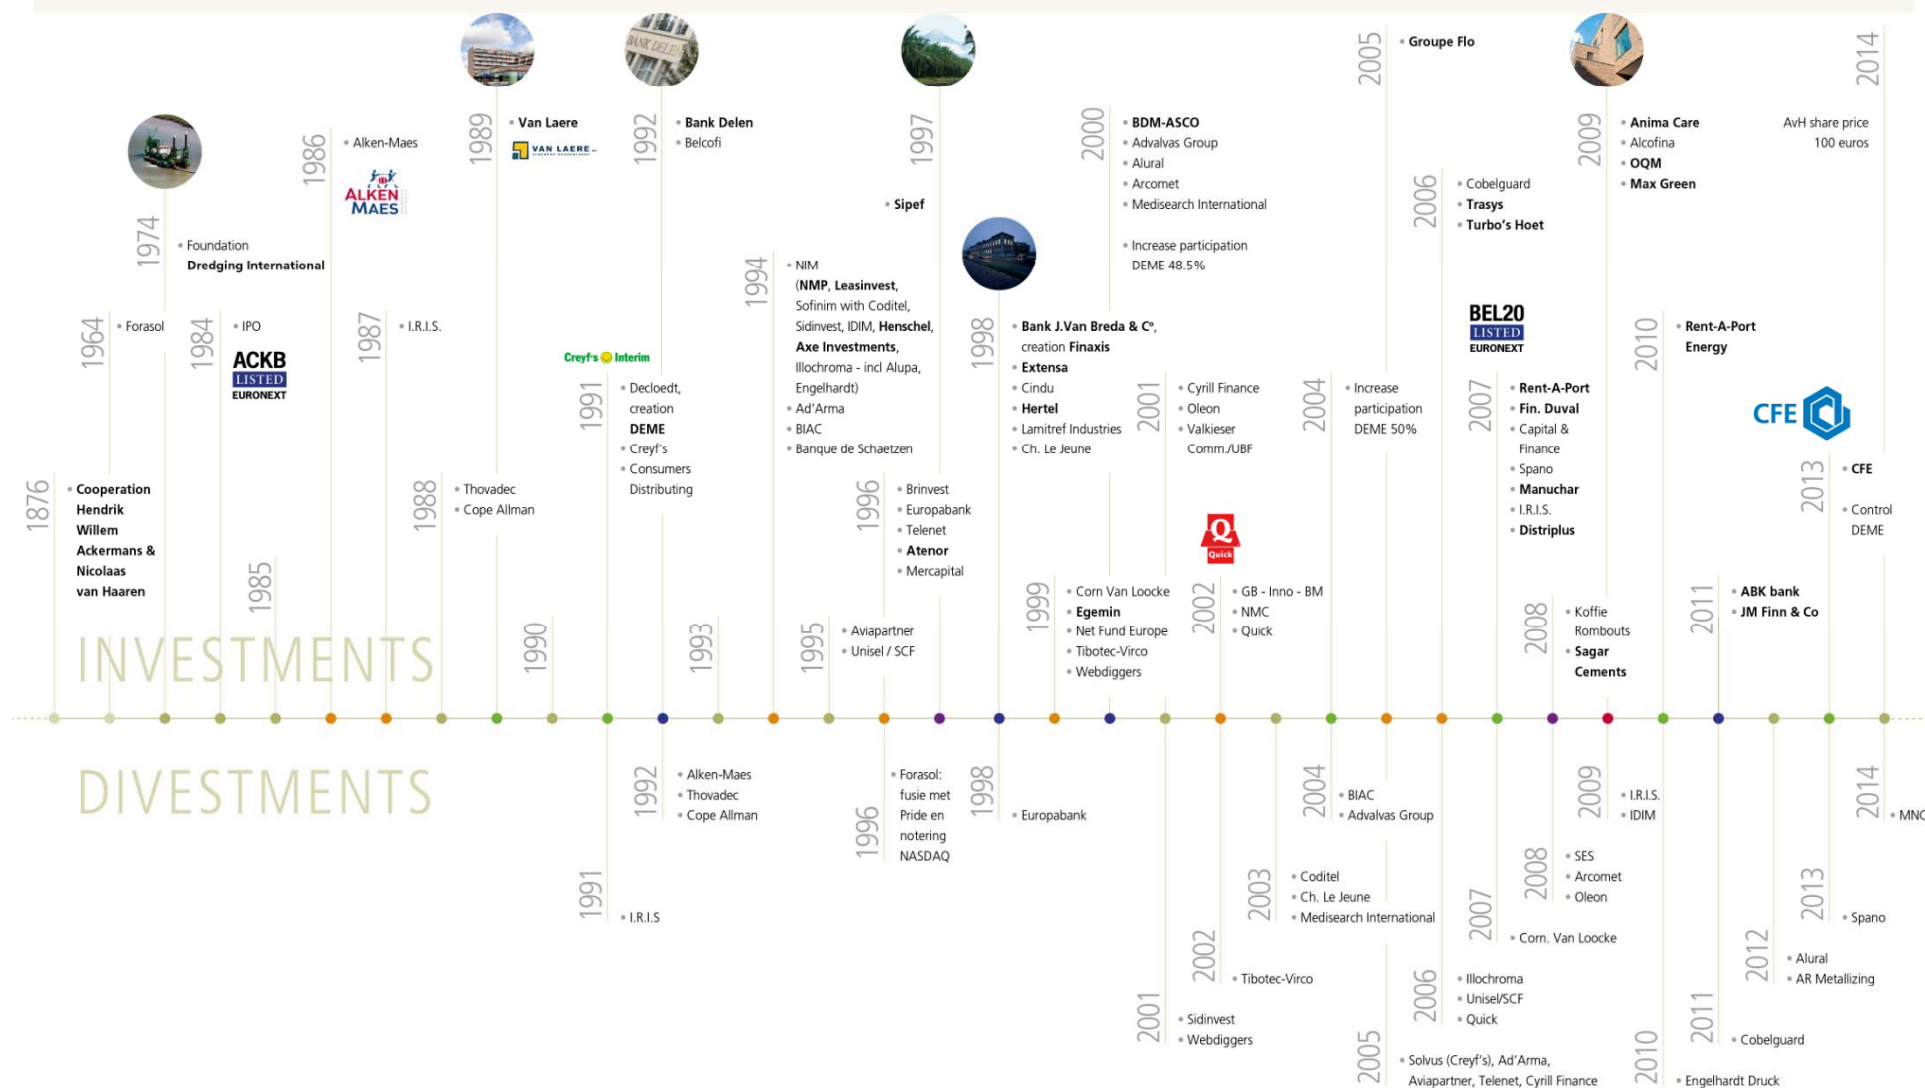 1876
Cooperation
Hendrik
Willem
Ackermans &
Nicolaas
van Haaren
1964
Forasol
1974
Foundation
Dredging International
1984
IPO
ACKB
LISTED
EURONEXT
1985
1986
Alken-Maes
ALKEN
MAES
1987
I.R.I.S.
1988
Thovadec
Cope Allman
1989
Van Laere
VAN LAERE
1990
Creyf's Interim
1991
Decloedt,
creation
DEME
Creyf's
Consumers
Distributing
BANK DELEN
1992
Bank Delen
Belcofi
1993
1994
NIM
(NMP, Leasinvest,
Sofinim with Coditel,
Sidinvest, IDIM, Henschel,
Axe Investments,
Illochroma - incl Alupa,
Engelhardt)
Ad'Arma
BIAC
Banque de Schaetzen
1995
Aviapartner
Unisel / SCF
1996
Brinvest
Europabank
Telenet
Atenor
Mercapital
1997
Sipef
1998
Bank J.Van Breda & Cº,
creation Finaxis
Extensa
Cindu
Hertel
Lamitref Industries
Ch. Le Jeune
1999
Corn Van Loocke
Egemin
Net Fund Europe
Tibotec-Virco
Webdiggers
2000
BDM-ASCO
Advalvas Group
Alural
Arcomet
Medisearch International
Increase participation
DEME 48.5%
2001
Cyrill Finance
Oleon
Valkieser
Comm./UBF
Q
Quick
2002
GB - Inno - BM
NMC
Quick
2004
Increase
participation
DEME 50%
2005
Groupe Flo
2006
Cobelguard
Trasys
Turbo's Hoet
BEL20
LISTED
EURONEXT
2007
Rent-A-Port
Fin. Duval
Capital &
Finance
Spano
Manuchar
I.R.I.S.
Distriplus
2008
Koffie
Rombouts
Sagar
Cements
2009
Anima Care
Alcofina
OQM
Max Green
2010
Rent-A-Port
Energy
2011
ABK bank
JM Finn & Co
CFE
2013
CFE
Control
DEME
2014
AvH share price
100 euros
INVESTMENTS
DIVESTMENTS
1991
I.R.I.S
1992
Alken-Maes
Thovadec
Cope Allman
1996
Forasol:
fusie met
Pride en
notering
NASDAQ
1998
Europabank
2001
Sidinvest
Webdiggers
2002
Tibotec-Virco
2003
Coditel
Ch. Le Jeune
Medisearch International
2004
BIAC
Advalvas Group
2005
Solvus (Creyf's), Ad'Arma,
Aviapartner, Telenet, Cyrill Finance
2006
Illochroma
Unisel/SCF
Quick
2007
Corn. Van Loocke
2008
SES
Arcomet
Oleon
2009
I.R.I.S.
IDIM
2010
Engelhardt Druck
2011
Cobelguard
2012
Alural
AR Metallizing
2013
Spano
2014
MNC